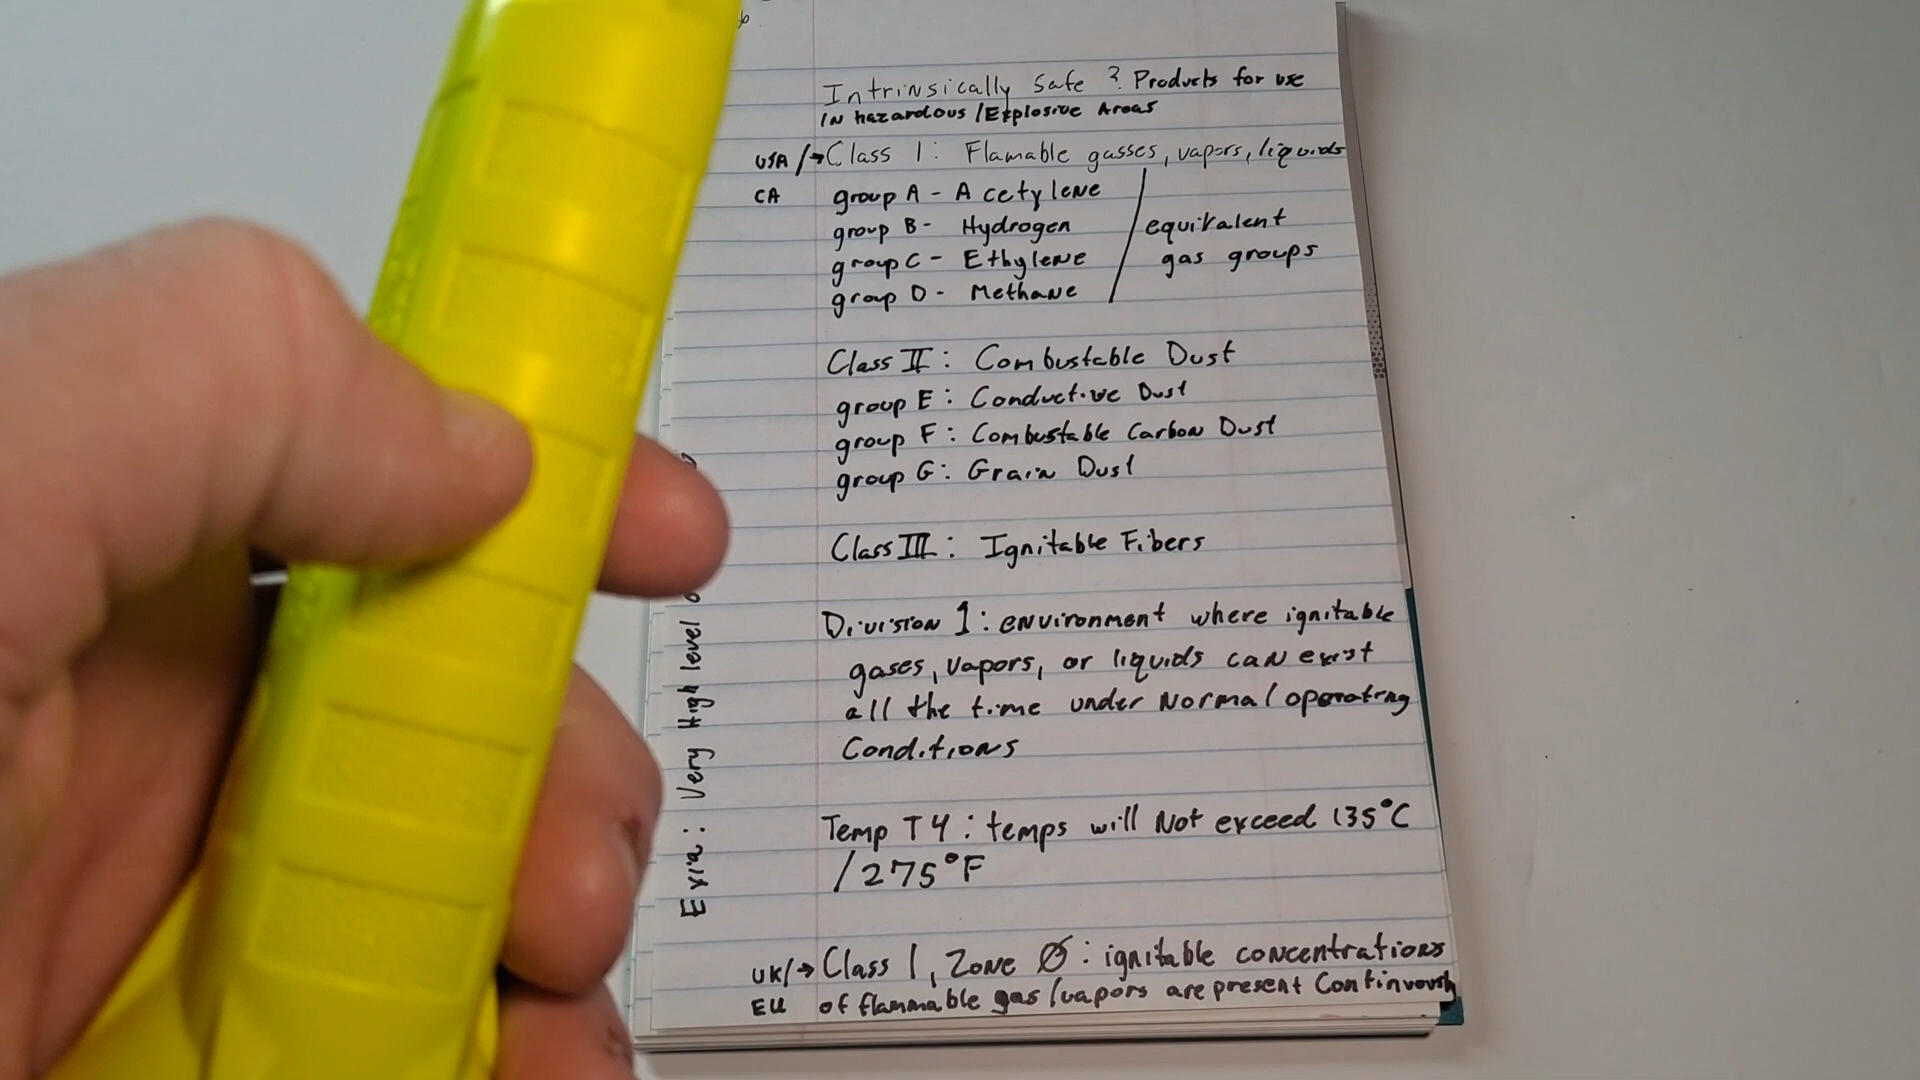 Intrinsically Safe ? Products for use
IN hazardous / Explosive Areas
USA / → Class 1: Flamable gasses, vapors, liquids
CA
group A - Acetylene
group B - Hydrogen
group C - Ethylene
group D - Methane
equivalent
gas groups
Class II: Combustable Dust
group E: Conductive Dust
group F: Combustable Carbon Dust
group G: Grain Dust
Class III: Ignitable Fibers
Division 1: environment where ignitable
gases, vapors, or liquids can exist
all the time under Normal operating
Conditions
Temp T4: temps will Not exceed 135°C
/275°F
UK/ → Class 1, Zone Ø: ignitable concentrations
EU of flammable gas/vapors are present Continuously
Exia: Very High level